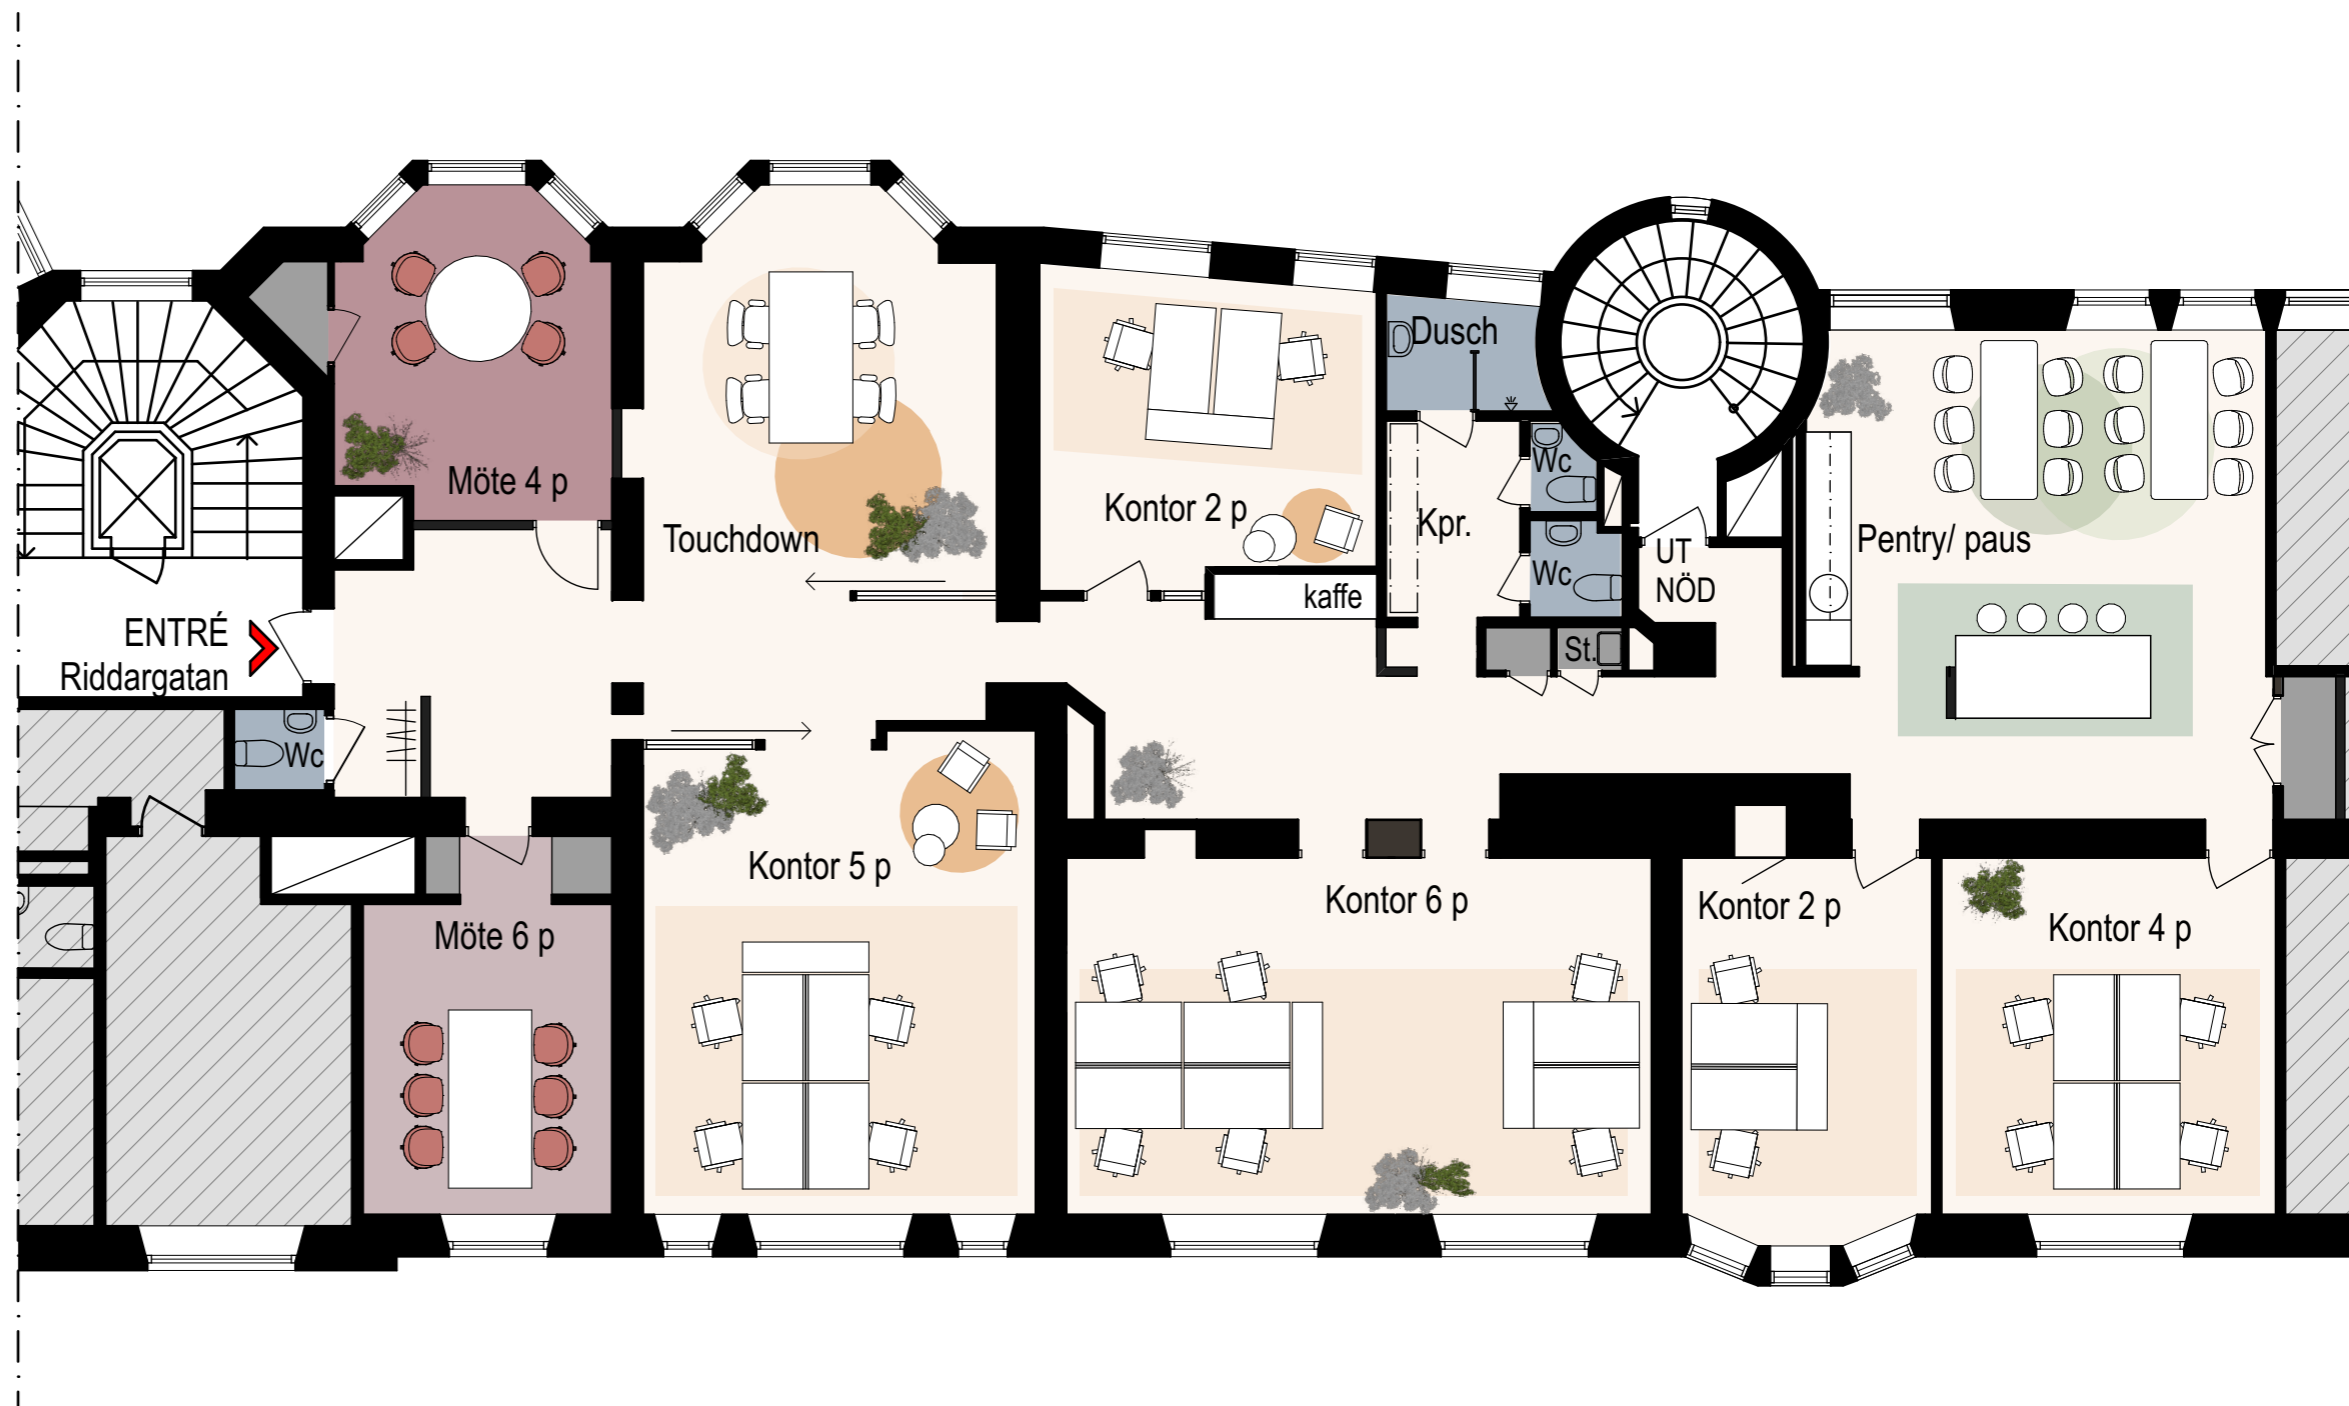 Dusch
Möte 4 p
Touchdown
Kontor 2 p
Kpr.
Wc
Wc
kaffe
St.
UT
NÖD
Pentry/ paus
ENTRÉ
Riddargatan
Wc
Möte 6 p
Kontor 5 p
Kontor 6 p
Kontor 2 p
Kontor 4 p